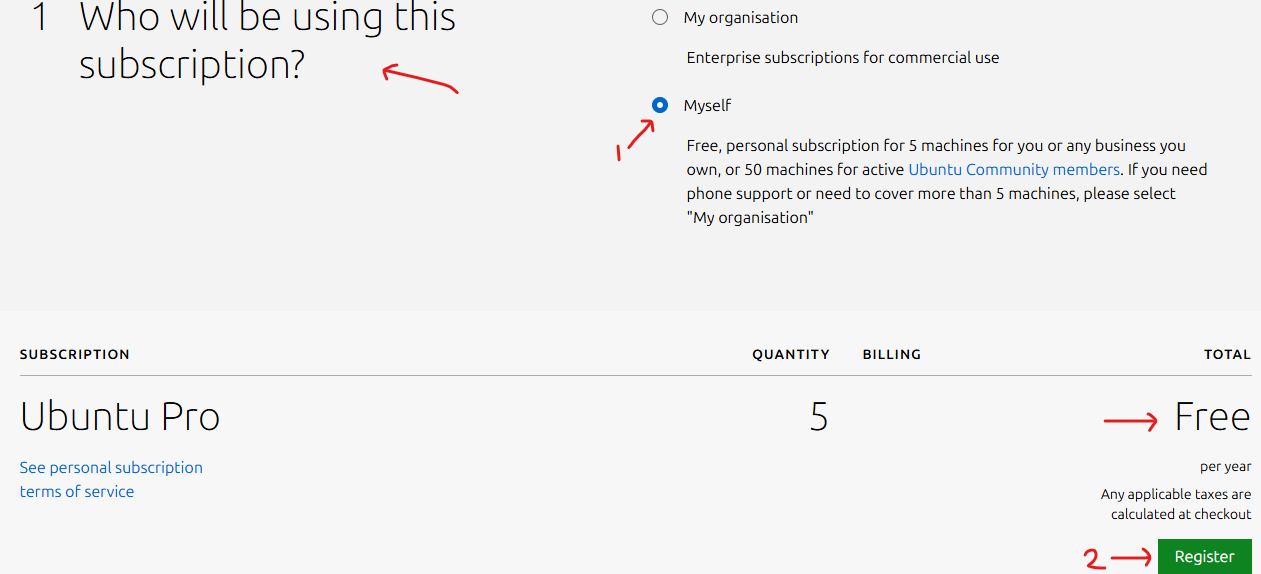 1 Who will be using this
subscription?
My organisation
Enterprise subscriptions for commercial use
Myself
1
Free, personal subscription for 5 machines for you or any business you
own, or 50 machines for active Ubuntu Community members. If you need
phone support or need to cover more than 5 machines, please select
"My organisation"
SUBSCRIPTION QUANTITY BILLING TOTAL
Ubuntu Pro 5 Free
See personal subscription
terms of service
per year
Any applicable taxes are
calculated at checkout
2 Register